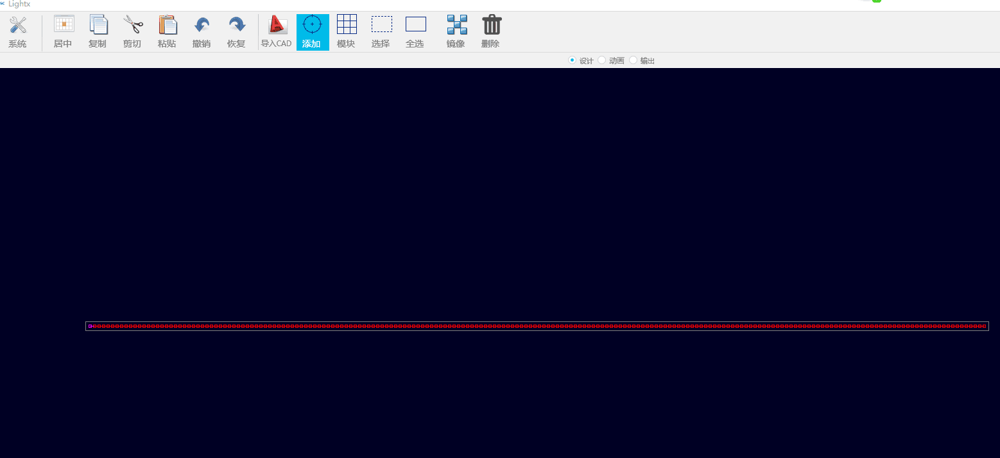 Lightx
系统 居中 复制 剪切 粘贴 撤销 恢复 导入CAD 添加 模块 选择 全选 镜像 删除
设计 动画 输出